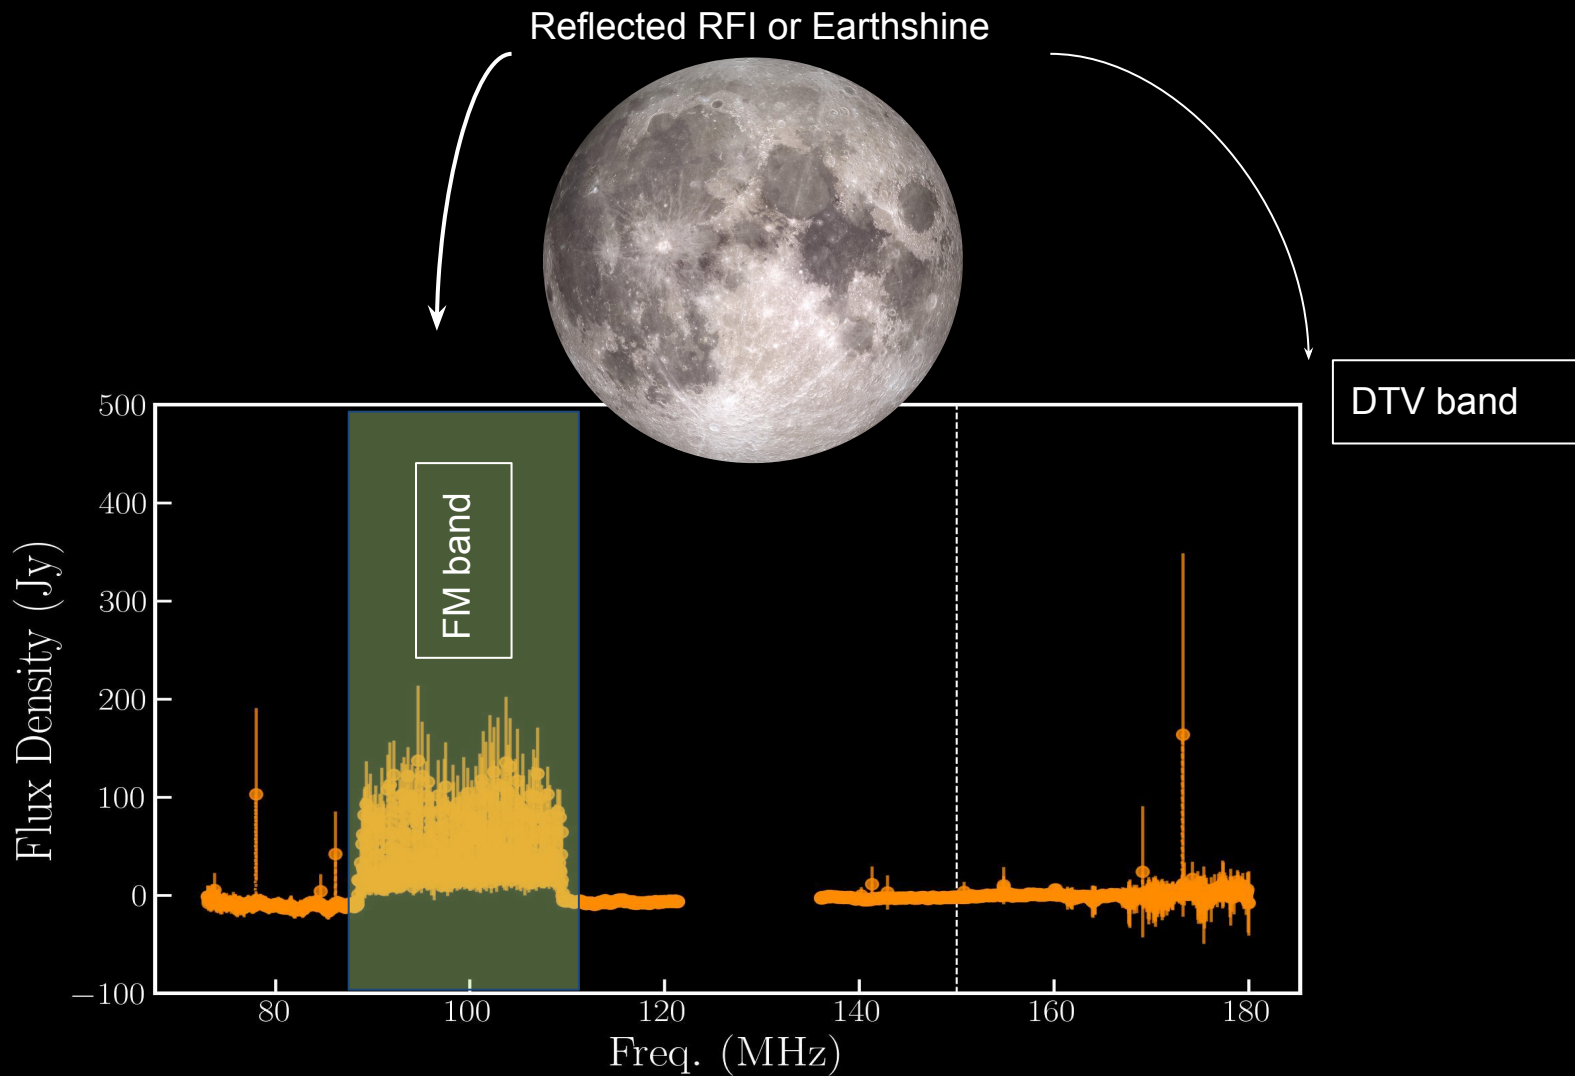 Reflected RFI or Earthshine
DTV band
FM band
Flux Density (Jy)
500
400
300
200
100
0
−100
80
100
120
140
160
180
Freq. (MHz)